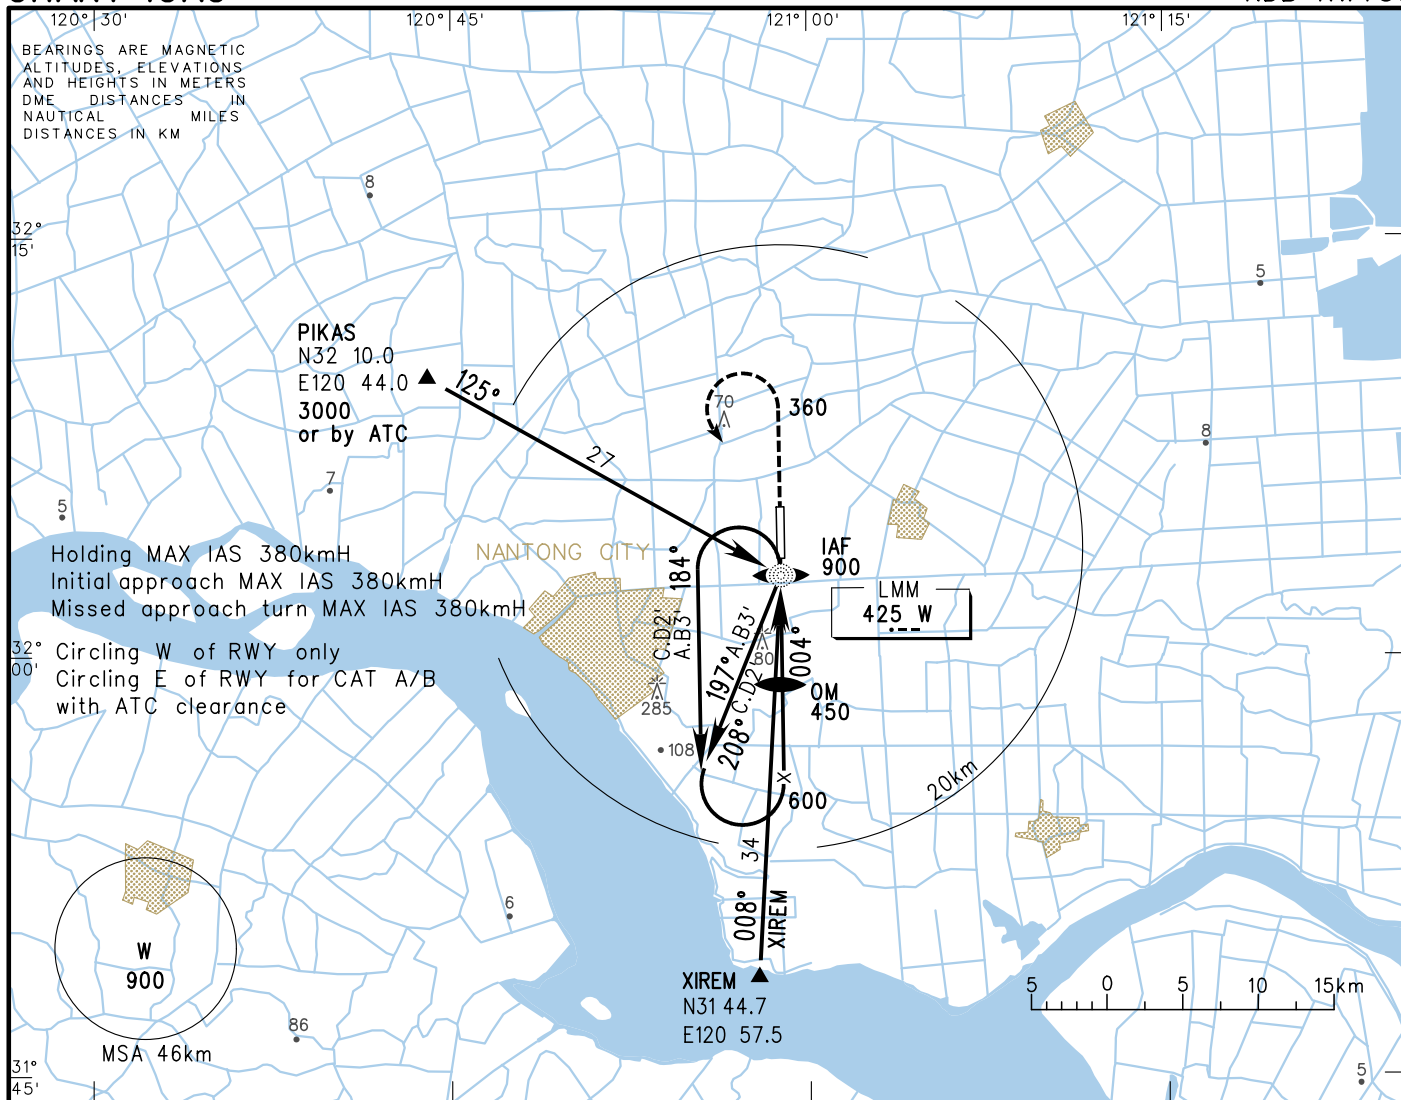 120° 30'
120° 45'
121° 00'
121° 15'
BEARINGS ARE MAGNETIC
ALTITUDES, ELEVATIONS
AND HEIGHTS IN METERS
DME DISTANCES IN
NAUTICAL MILES
DISTANCES IN KM
8
32°
15'
5
PIKAS
N32 10.0
E120 44.0
3000
or by ATC
125°
27
70
360
8
7
5
Holding MAX IAS 380kmH
Initial approach MAX IAS 380kmH
Missed approach turn MAX IAS 380kmH
NANTONG CITY
184°
IAF
900
LMM
425 W
C.D2'
A.B3'
197° A.B3'
208° C.D2'
80
004°
32°
00'
Circling W of RWY only
Circling E of RWY for CAT A/B
with ATC clearance
285
OM
450
108
X
600
20km
34
008°
XIREM
6
W
900
MSA 46km
XIREM
N31 44.7
E120 57.5
5 0 5 10 15km
86
31°
45'
5